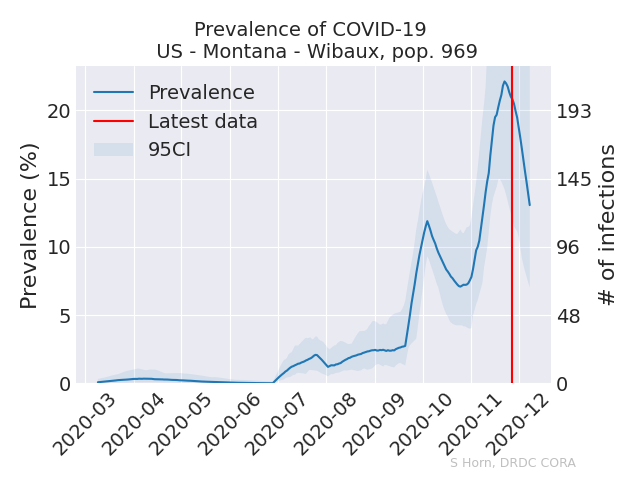 Prevalence of COVID-19
US - Montana - Wibaux, pop. 969
Prevalence
Latest data
95CI
Prevalence (%)
20
15
10
5
0
# of infections
193
145
96
48
0
2020-03
2020-04
2020-05
2020-06
2020-07
2020-08
2020-09
2020-10
2020-11
2020-12
S Horn, DRDC CORA